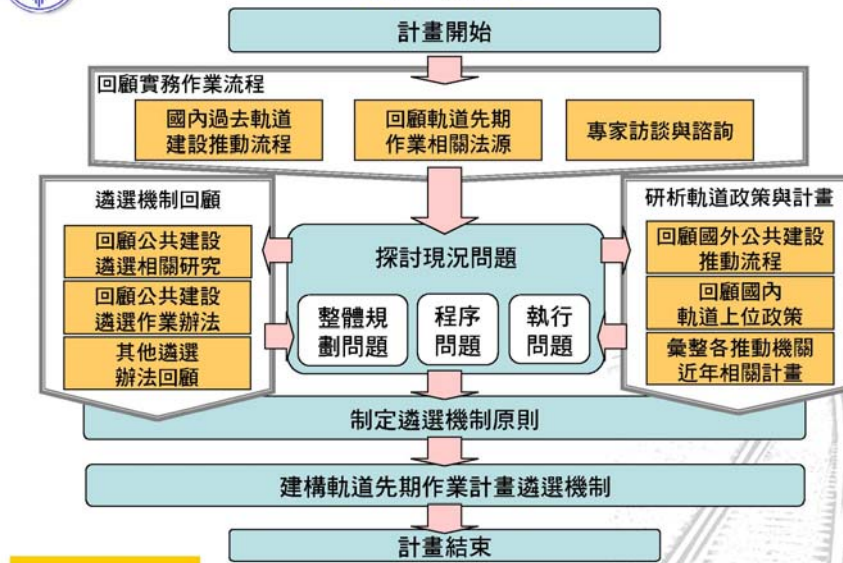 計畫開始
回顧實務作業流程
國內過去軌道
建設推動流程
回顧軌道先期
作業相關法源
專家訪談與諮詢
遴選機制回顧
回顧公共建設
遴選相關研究
回顧公共建設
遴選作業辦法
其他遴選
辦法回顧
探討現況問題
整體規
劃問題
程序
問題
執行
問題
研析軌道政策與計畫
回顧國外公共建設
推動流程
回顧國內
軌道上位政策
彙整各推動機關
近年相關計畫
制定遴選機制原則
建構軌道先期作業計畫遴選機制
計畫結束